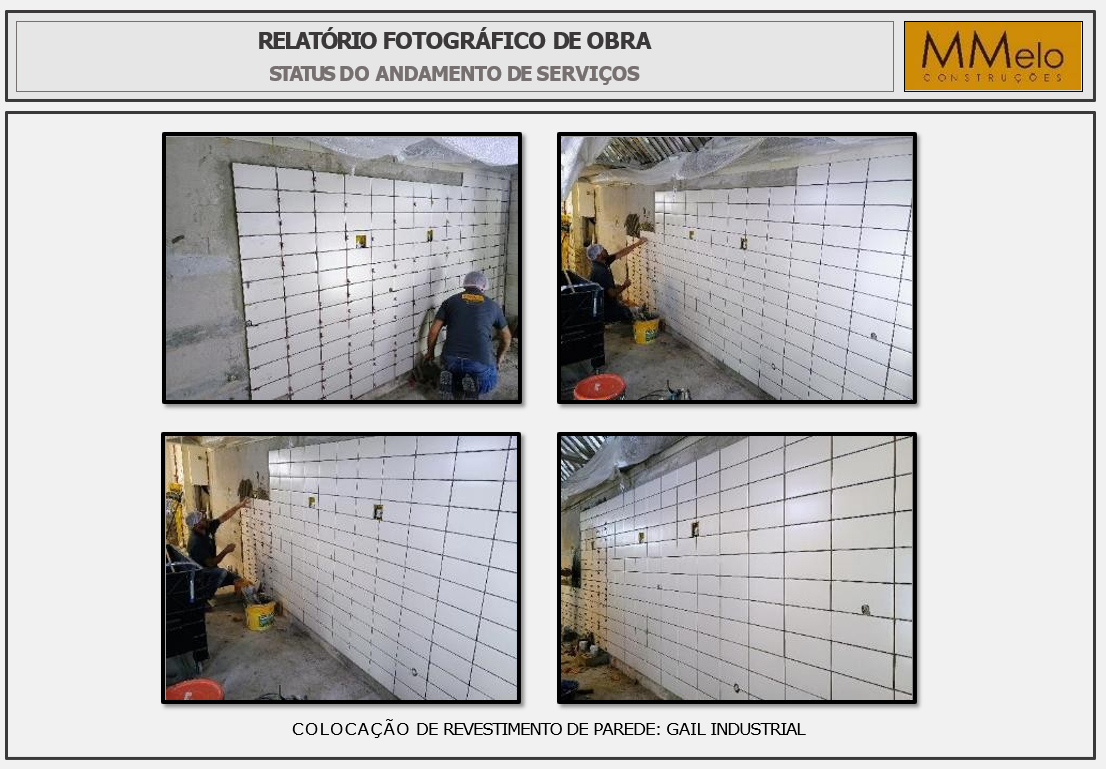 RELATÓRIO FOTOGRÁFICO DE OBRA
STATUS DO ANDAMENTO DE SERVIÇOS
MMelo
CONSTRUÇÕES
COLOCAÇÃO DE REVESTIMENTO DE PAREDE: GAIL INDUSTRIAL